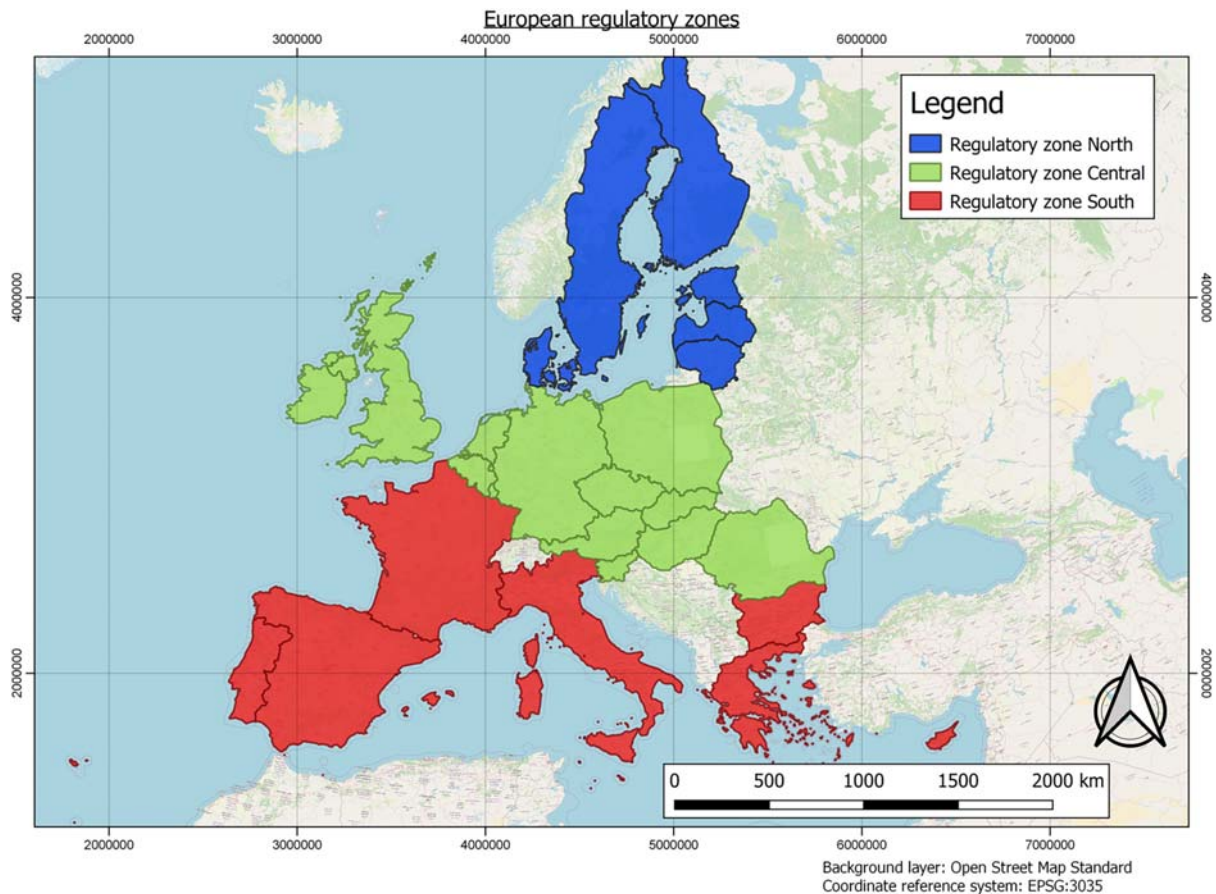 European regulatory zones
2000000 3000000 4000000 5000000 6000000 7000000
Legend
Regulatory zone North
Regulatory zone Central
Regulatory zone South
4000000 4000000
2000000 2000000
0 500 1000 1500 2000 km
2000000 3000000 4000000 5000000 6000000 7000000
Background layer: Open Street Map Standard
Coordinate reference system: EPSG:3035